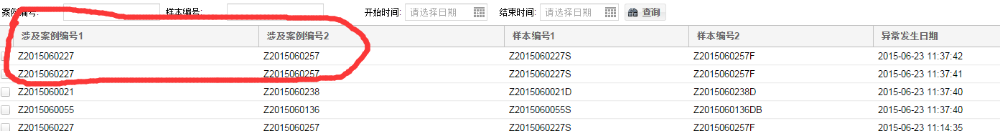 案例编号: 样本编号: 开始时间: 请选择日期 结束时间: 请选择日期 查询
涉及案例编号1 涉及案例编号2 样本编号1 样本编号2 异常发生日期
Z2015060227 Z2015060257 Z2015060227S Z2015060257F 2015-06-23 11:37:42
Z2015060227 Z2015060257 Z2015060227S Z2015060257F 2015-06-23 11:37:41
Z2015060021 Z2015060238 Z2015060021D Z2015060238D 2015-06-23 11:37:40
Z2015060055 Z2015060136 Z2015060055S Z2015060136DB 2015-06-23 11:37:40
Z2015060227 Z2015060257 Z2015060227S Z2015060257F 2015-06-23 11:14:35